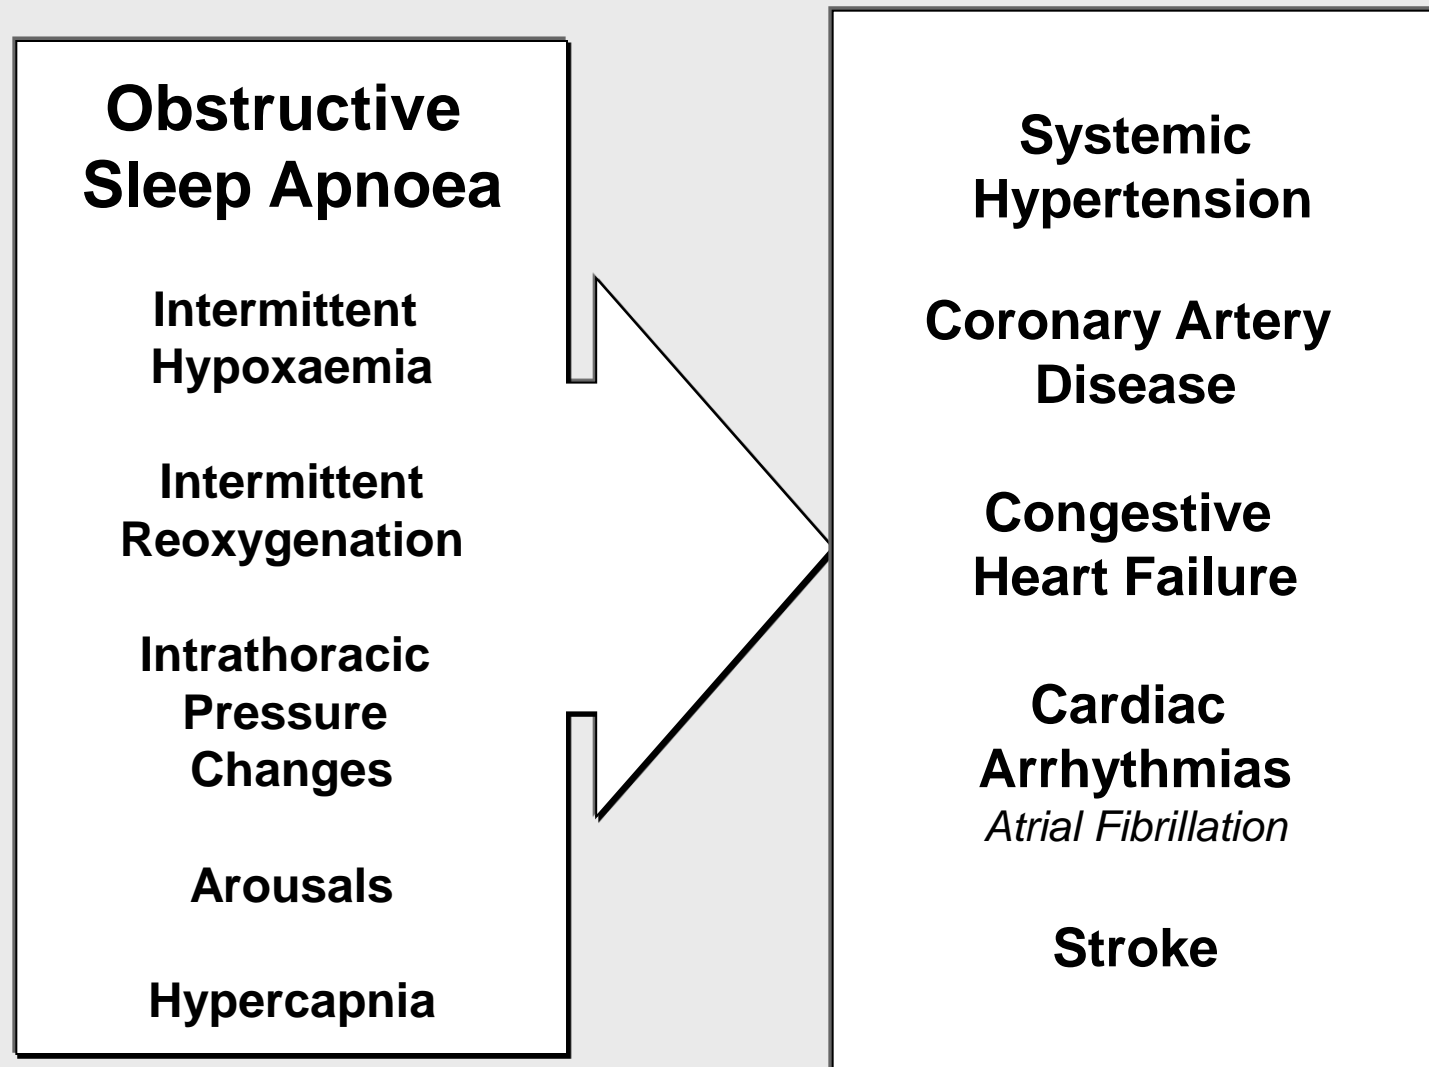 Obstructive
Sleep Apnoea
Intermittent
Hypoxaemia
Intermittent
Reoxygenation
Intrathoracic
Pressure
Changes
Arousals
Hypercapnia
Systemic
Hypertension
Coronary Artery
Disease
Congestive
Heart Failure
Cardiac
Arrhythmias
Atrial Fibrillation
Stroke